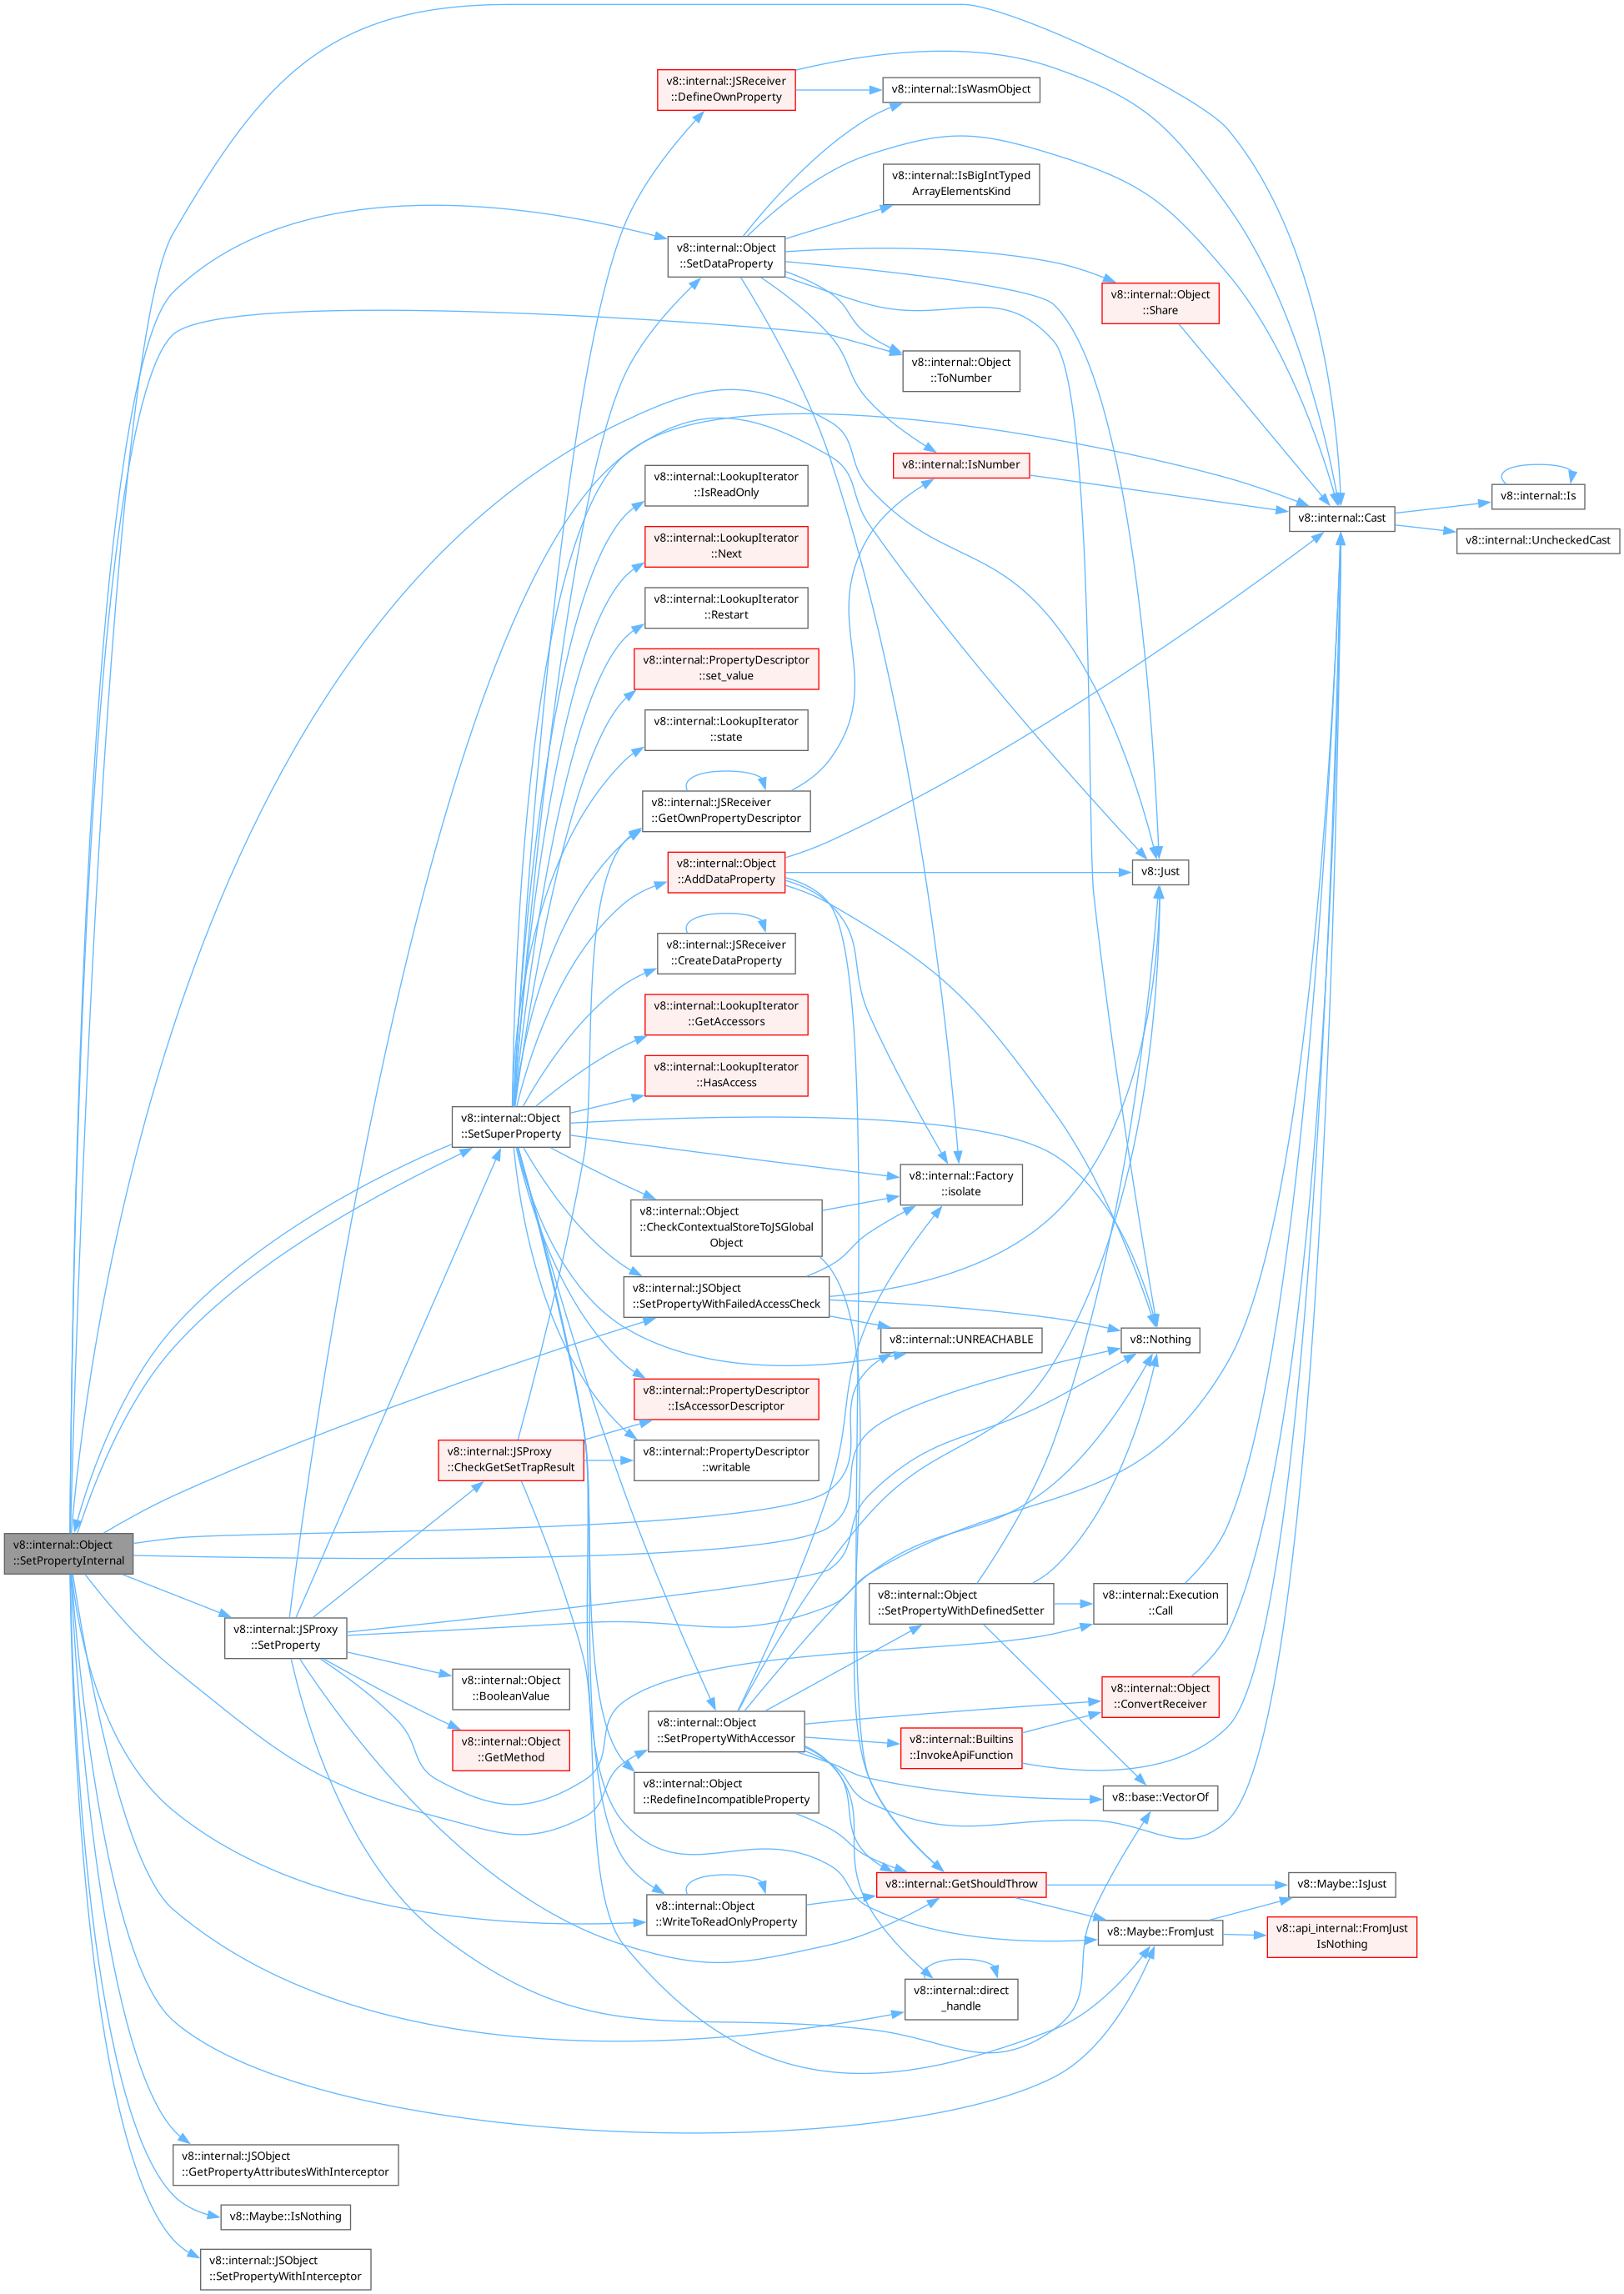 v8::internal::JSReceiver
::DefineOwnProperty
v8::internal::IsWasmObject
v8::internal::IsBigIntTyped
ArrayElementsKind
v8::internal::Object
::SetDataProperty
v8::internal::Object
::Share
v8::internal::Object
::ToNumber
v8::internal::IsNumber
v8::internal::LookupIterator
::IsReadOnly
v8::internal::Is
v8::internal::Cast
v8::internal::UncheckedCast
v8::internal::LookupIterator
::Next
v8::internal::LookupIterator
::Restart
v8::internal::PropertyDescriptor
::set_value
v8::internal::LookupIterator
::state
v8::internal::JSReceiver
::GetOwnPropertyDescriptor
v8::internal::Object
::AddDataProperty
v8::Just
v8::internal::JSReceiver
::CreateDataProperty
v8::internal::LookupIterator
::GetAccessors
v8::internal::LookupIterator
::HasAccess
v8::internal::Object
::SetSuperProperty
v8::internal::Factory
::isolate
v8::internal::Object
::CheckContextualStoreToJSGlobal
Object
v8::internal::JSObject
::SetPropertyWithFailedAccessCheck
v8::internal::UNREACHABLE
v8::Nothing
v8::internal::PropertyDescriptor
::IsAccessorDescriptor
v8::internal::JSProxy
::CheckGetSetTrapResult
v8::internal::PropertyDescriptor
::writable
v8::internal::Object
::SetPropertyInternal
v8::internal::Object
::SetPropertyWithDefinedSetter
v8::internal::Execution
::Call
v8::internal::JSProxy
::SetProperty
v8::internal::Object
::BooleanValue
v8::internal::Object
::ConvertReceiver
v8::internal::Object
::GetMethod
v8::internal::Object
::SetPropertyWithAccessor
v8::internal::Builtins
::InvokeApiFunction
v8::internal::Object
::RedefineIncompatibleProperty
v8::base::VectorOf
v8::internal::GetShouldThrow
v8::Maybe::IsJust
v8::internal::Object
::WriteToReadOnlyProperty
v8::Maybe::FromJust
v8::api_internal::FromJust
IsNothing
v8::internal::direct
_handle
v8::internal::JSObject
::GetPropertyAttributesWithInterceptor
v8::Maybe::IsNothing
v8::internal::JSObject
::SetPropertyWithInterceptor